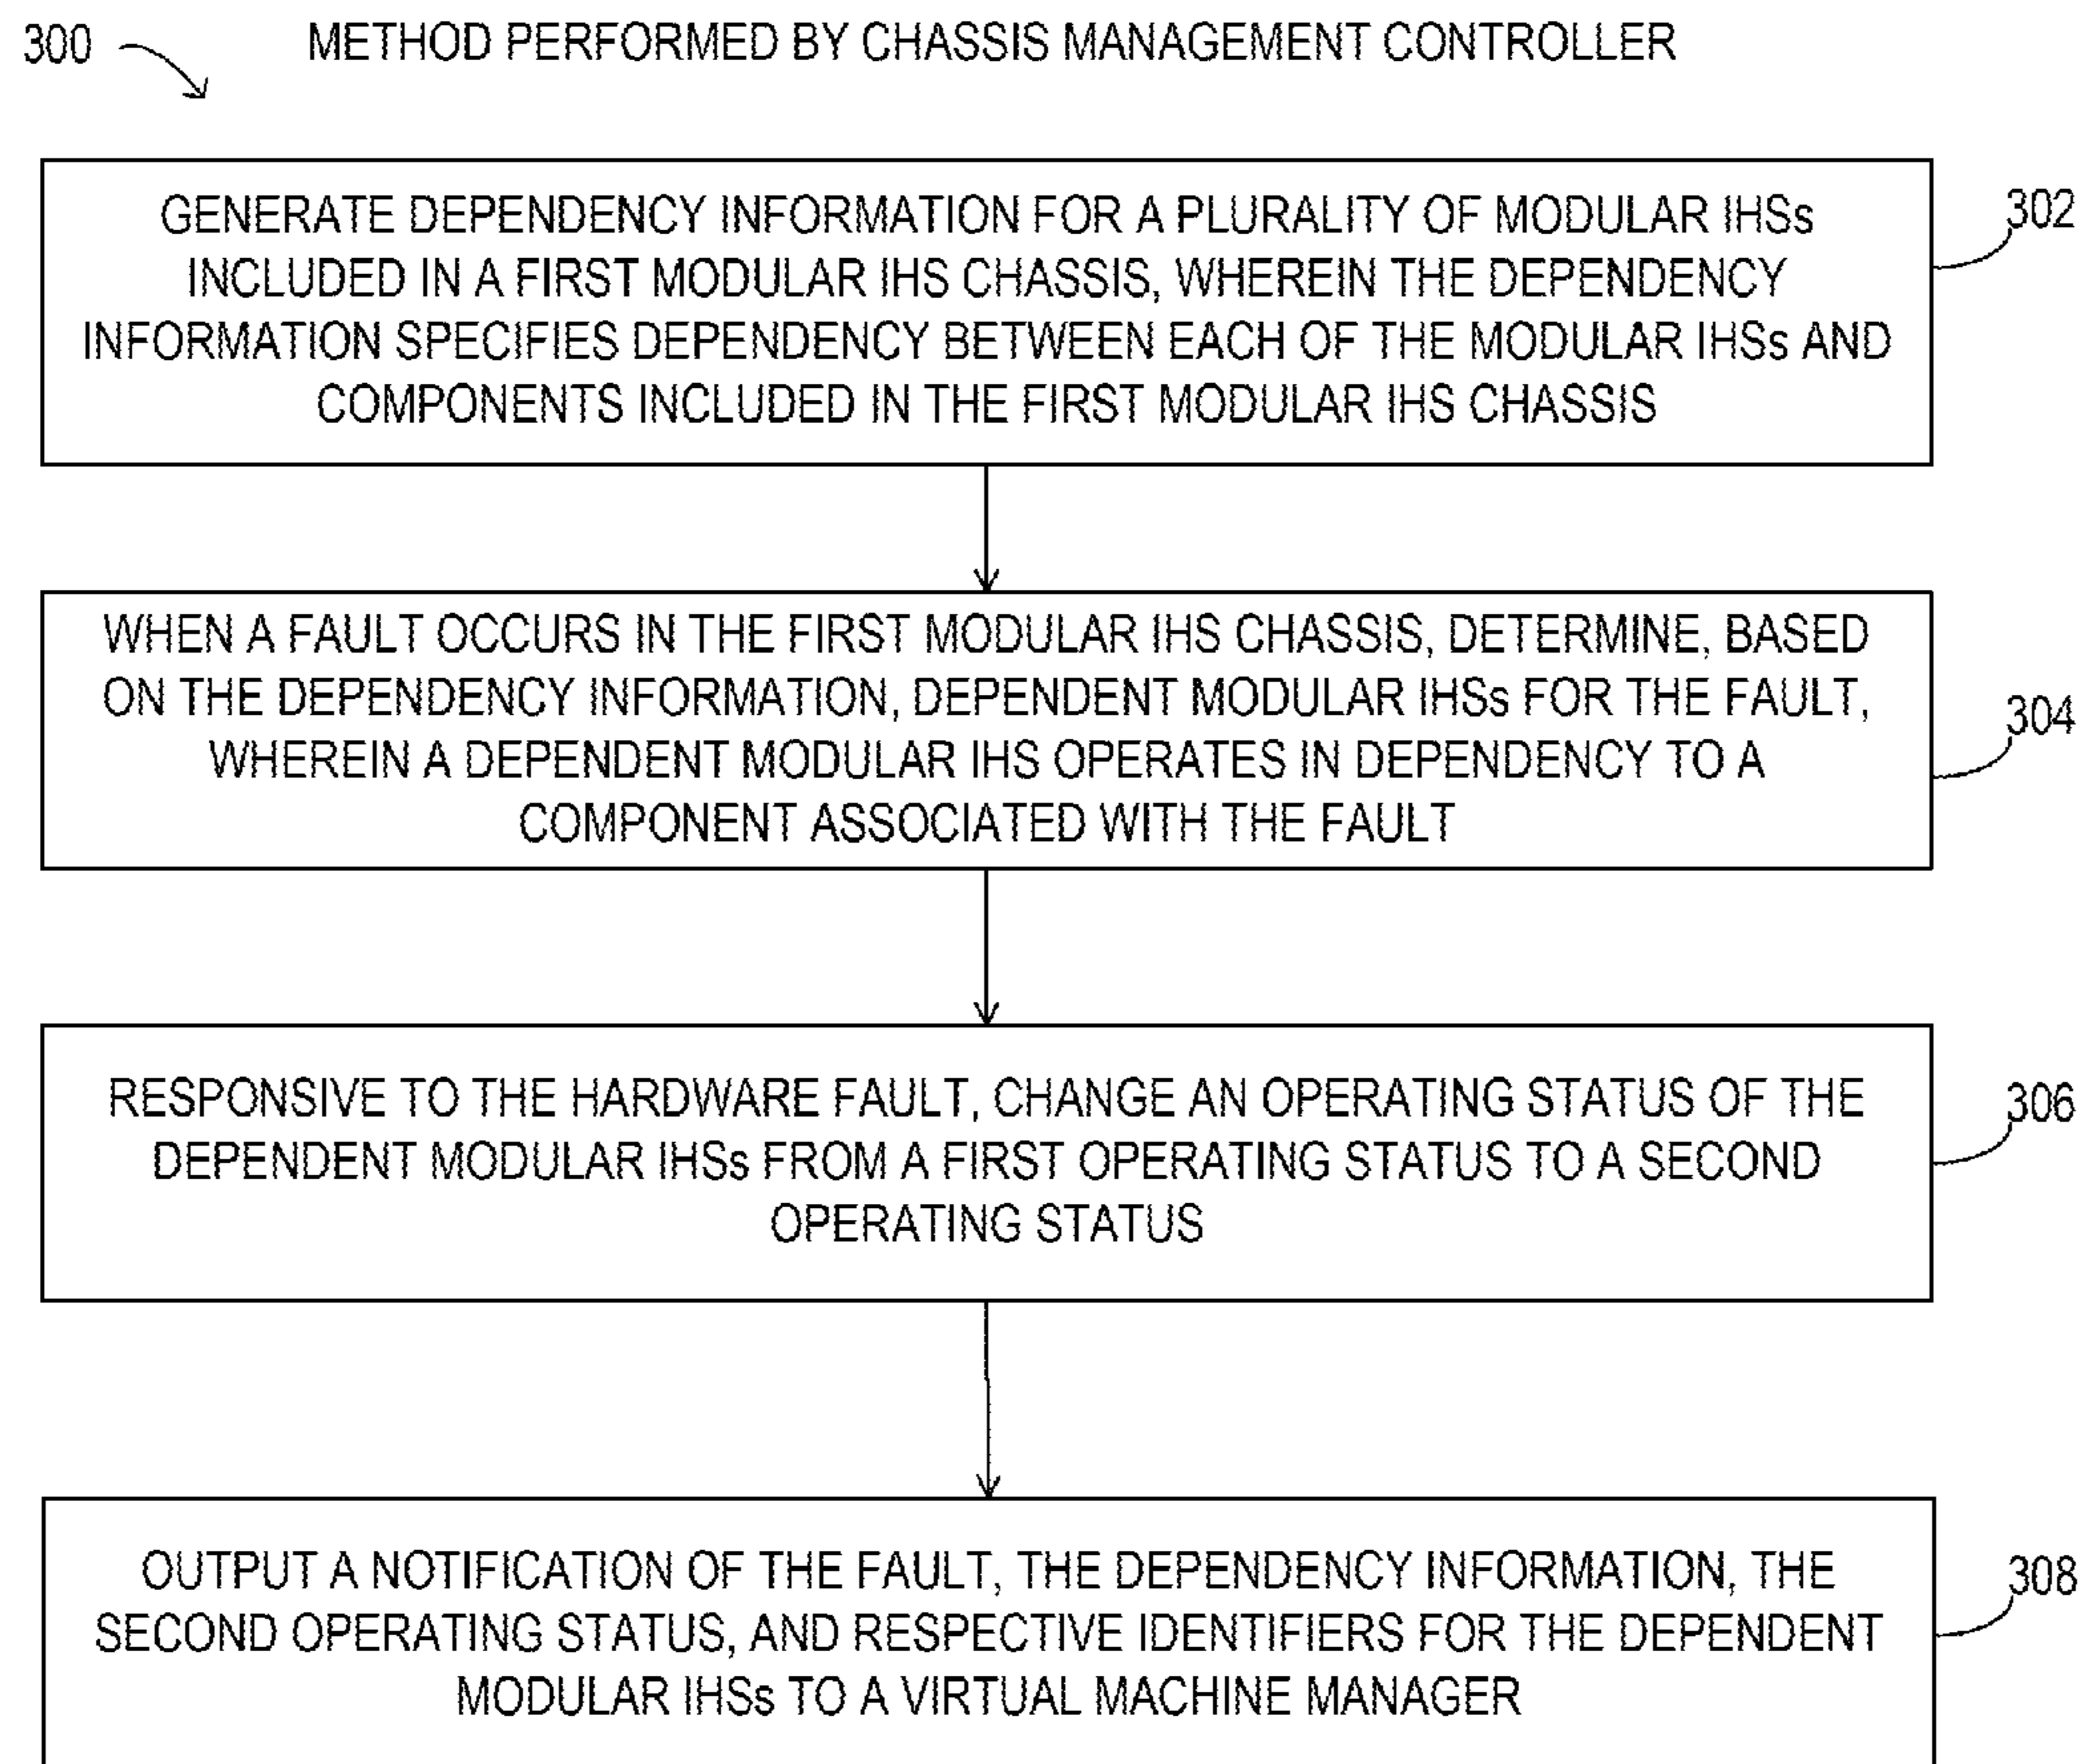 300
METHOD PERFORMED BY CHASSIS MANAGEMENT CONTROLLER
GENERATE DEPENDENCY INFORMATION FOR A PLURALITY OF MODULAR IHSs
INCLUDED IN A FIRST MODULAR IHS CHASSIS, WHEREIN THE DEPENDENCY
INFORMATION SPECIFIES DEPENDENCY BETWEEN EACH OF THE MODULAR IHSs AND
COMPONENTS INCLUDED IN THE FIRST MODULAR IHS CHASSIS
302
WHEN A FAULT OCCURS IN THE FIRST MODULAR IHS CHASSIS, DETERMINE, BASED
ON THE DEPENDENCY INFORMATION, DEPENDENT MODULAR IHSs FOR THE FAULT,
WHEREIN A DEPENDENT MODULAR IHS OPERATES IN DEPENDENCY TO A
COMPONENT ASSOCIATED WITH THE FAULT
304
RESPONSIVE TO THE HARDWARE FAULT, CHANGE AN OPERATING STATUS OF THE
DEPENDENT MODULAR IHSs FROM A FIRST OPERATING STATUS TO A SECOND
OPERATING STATUS
306
OUTPUT A NOTIFICATION OF THE FAULT, THE DEPENDENCY INFORMATION, THE
SECOND OPERATING STATUS, AND RESPECTIVE IDENTIFIERS FOR THE DEPENDENT
MODULAR IHSs TO A VIRTUAL MACHINE MANAGER
308